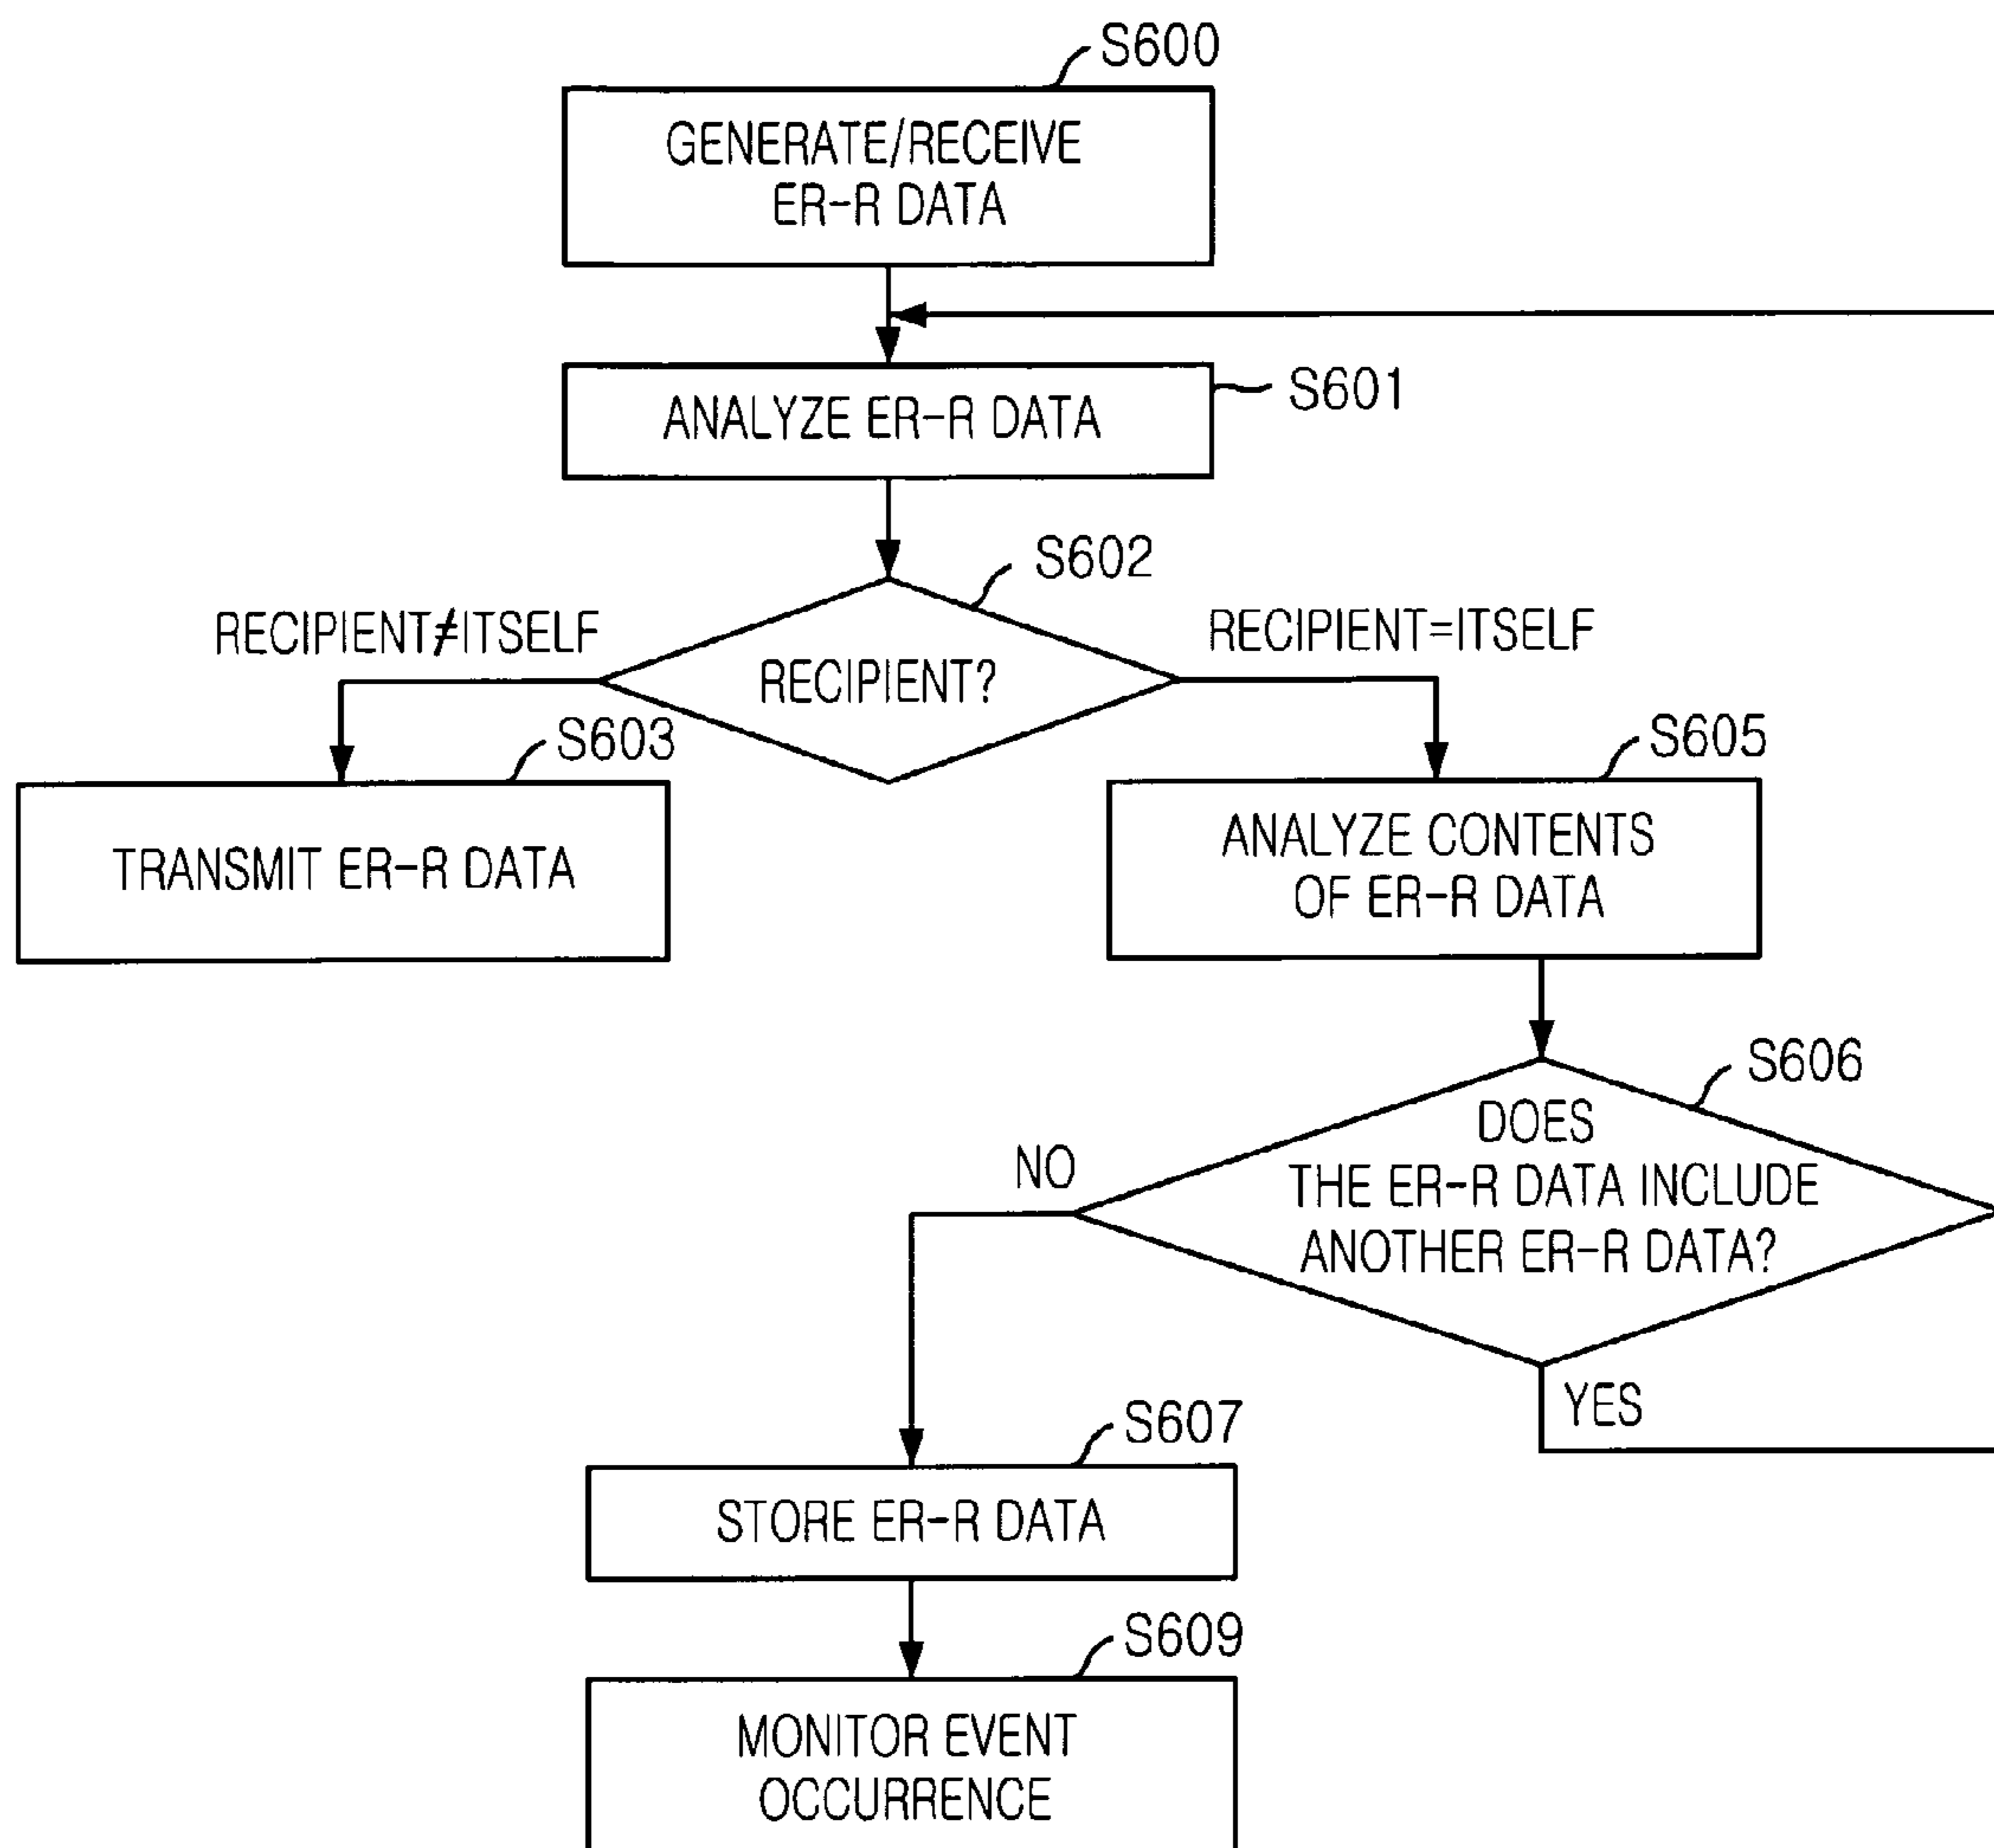 S600
GENERATE/RECEIVE
ER-R DATA
ANALYZE ER-R DATA
S601
S602
RECIPIENT≠ITSELF
RECIPIENT?
RECIPIENT=ITSELF
S603
TRANSMIT ER-R DATA
S605
ANALYZE CONTENTS
OF ER-R DATA
S606
DOES
THE ER-R DATA INCLUDE
ANOTHER ER-R DATA?
NO
YES
S607
STORE ER-R DATA
S609
MONITOR EVENT
OCCURRENCE